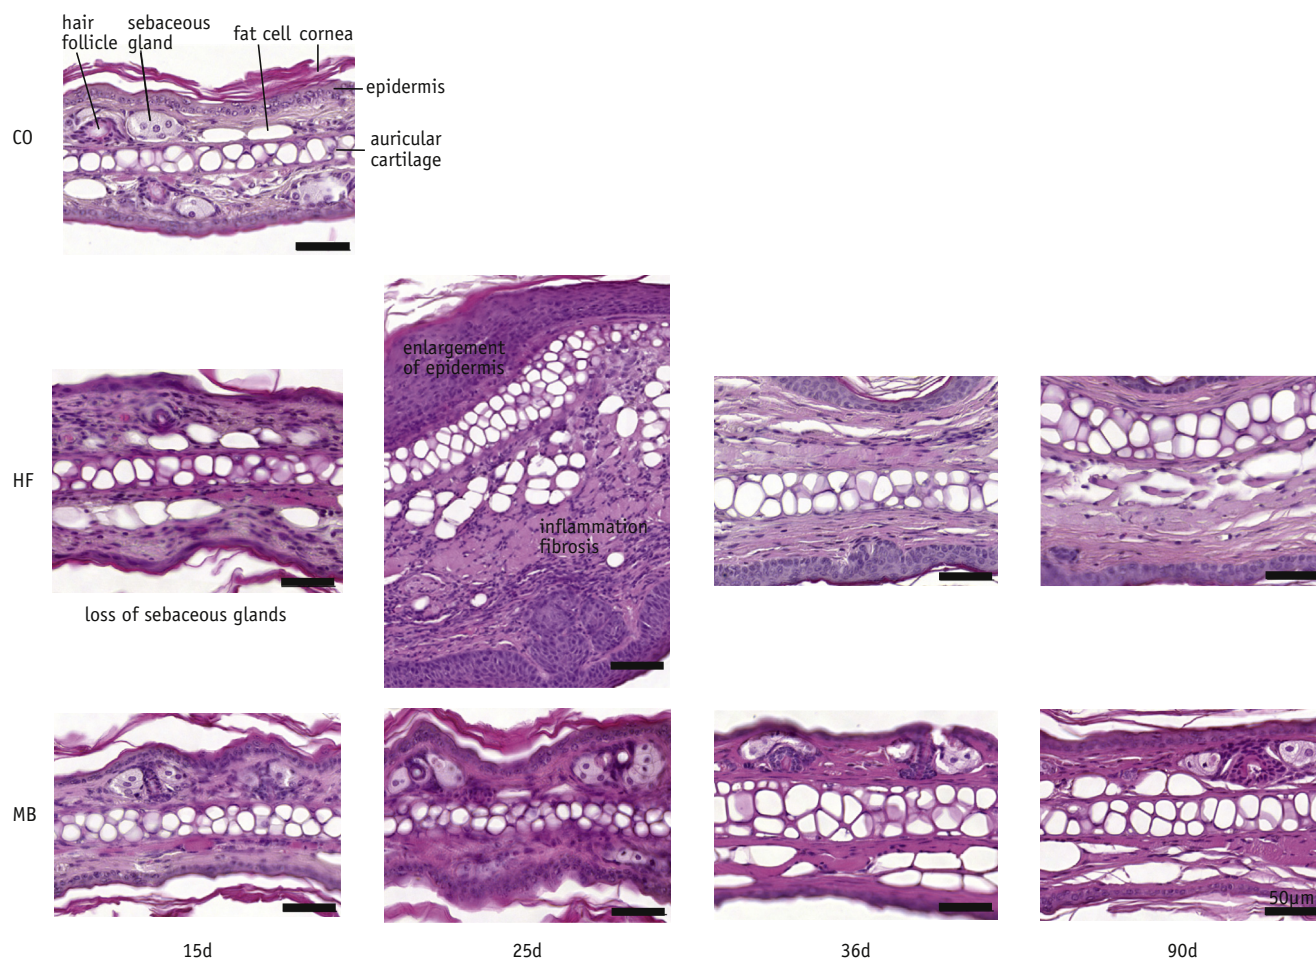 hair
follicle
sebaceous
gland
fat cell
cornea
epidermis
CO
auricular
cartilage
enlargement
of epidermis
HF
inflammation
fibrosis
loss of sebaceous glands
MB
50µm
15d
25d
36d
90d